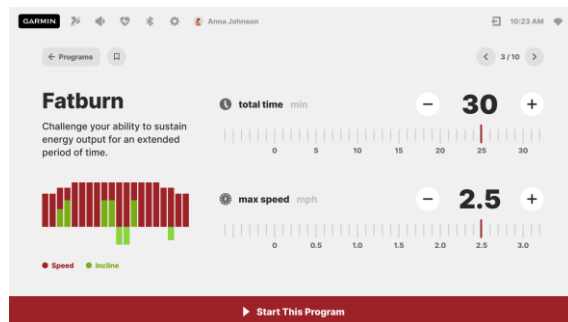 GARMIN
Anna Johnson
10:23 AM
Programs
3/10
Fatburn
Challenge your ability to sustain
energy output for an extended
period of time.
Speed
Incline
total time min
30
0 5 10 15 20 25 30
max speed mph
2.5
0 0.5 1.0 1.5 2.0 2.5 3.0
Start This Program